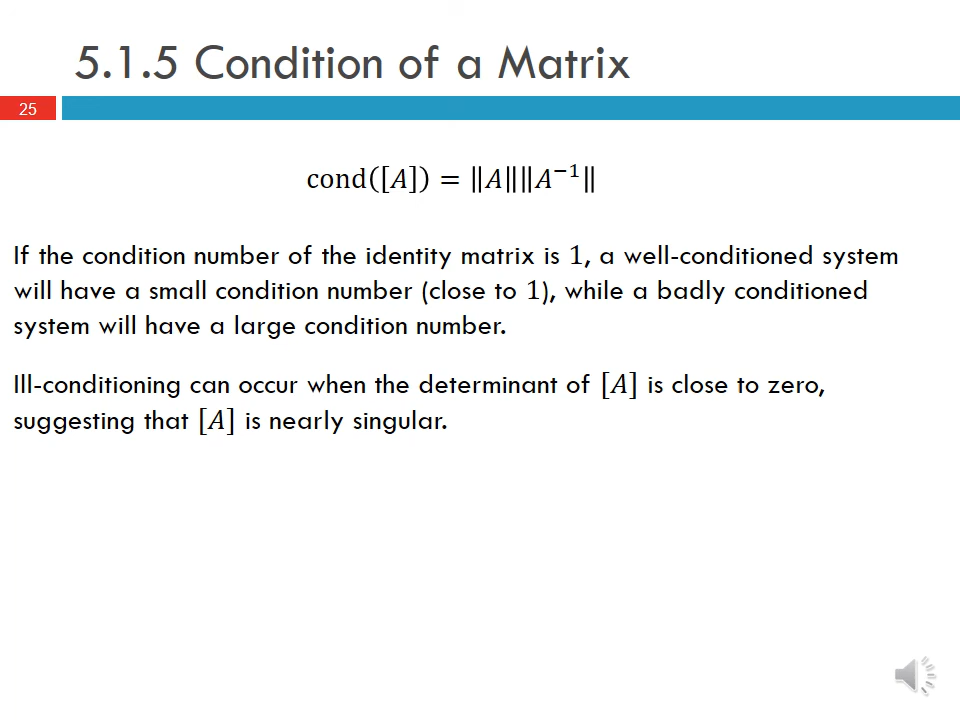 5.1.5 Condition of a Matrix
25
cond([A]) = ‖A‖‖A⁻¹‖
If the condition number of the identity matrix is 1, a well-conditioned system
will have a small condition number (close to 1), while a badly conditioned
system will have a large condition number.
Ill-conditioning can occur when the determinant of [A] is close to zero,
suggesting that [A] is nearly singular.